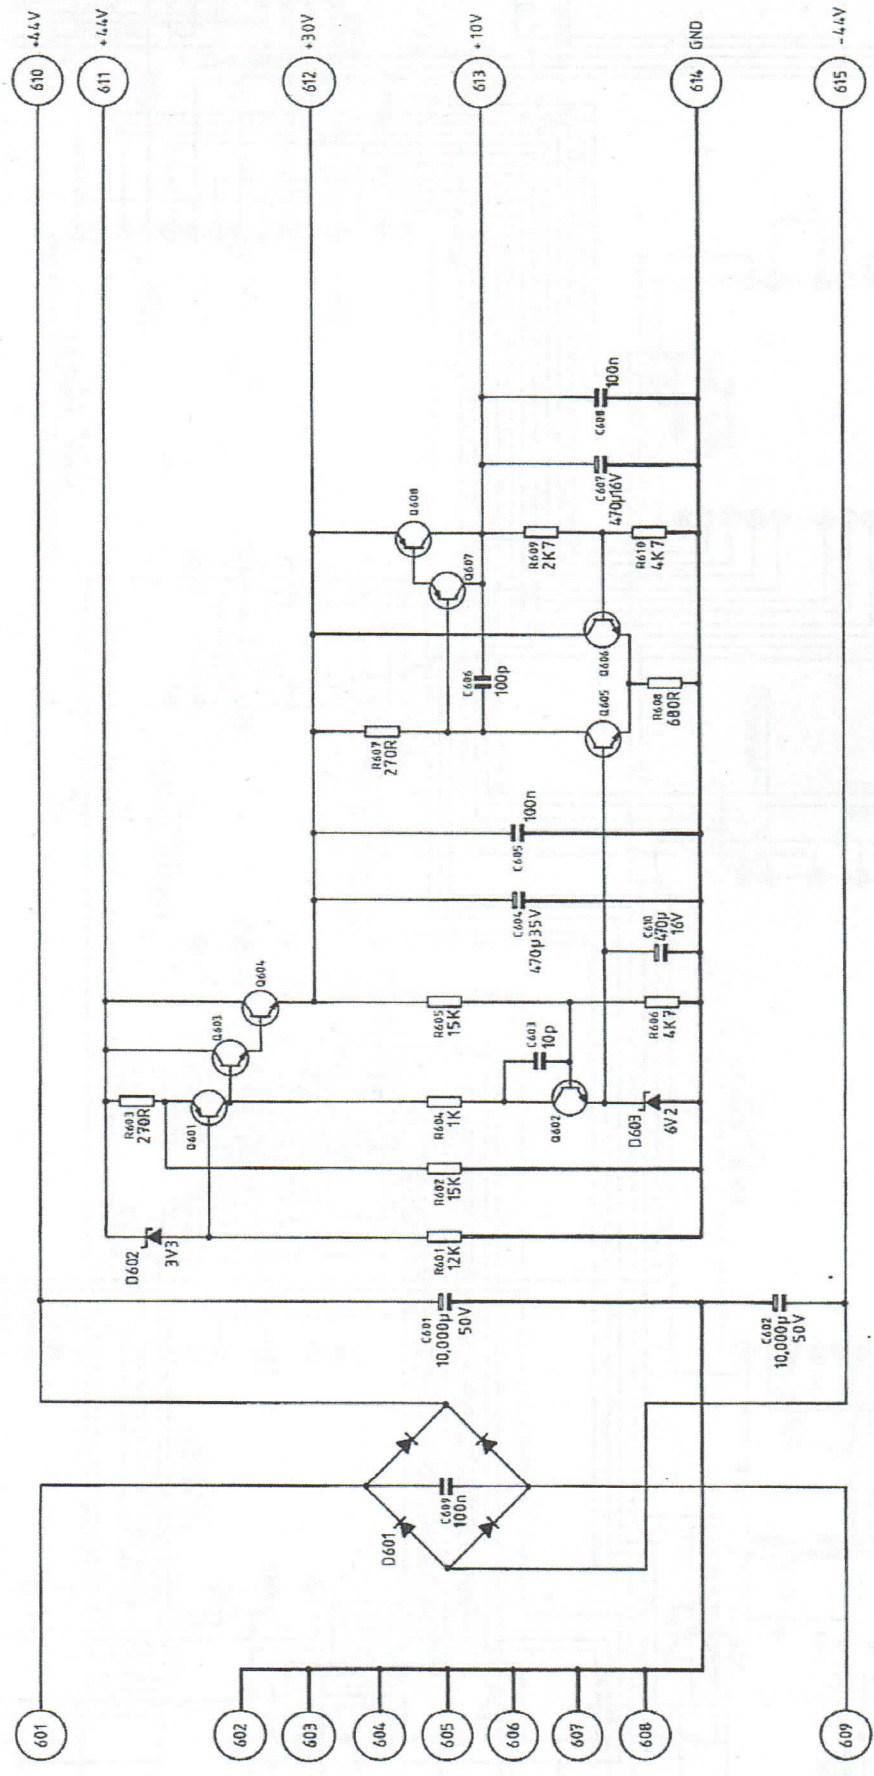 610 +44V
611 +44V
612 +30V
613 +10V
614 GND
615 -44V
C608
100n
C607
470µ16V
Q608
Q607
R609
2K7
R610
4K7
C606
100p
Q606
Q605
R608
680R
R607
270R
C605
100n
C604
470µ35V
C610
470µ
16V
Q604
Q603
R605
15K
R606
4K7
C603
10p
R603
270R
Q601
R604
1K
Q602
D603
6V2
R602
15K
D602
3V3
R601
12K
C601
10,000µ
50V
C602
10,000µ
50V
C609
100n
D601
601
602
603
604
605
606
607
608
609